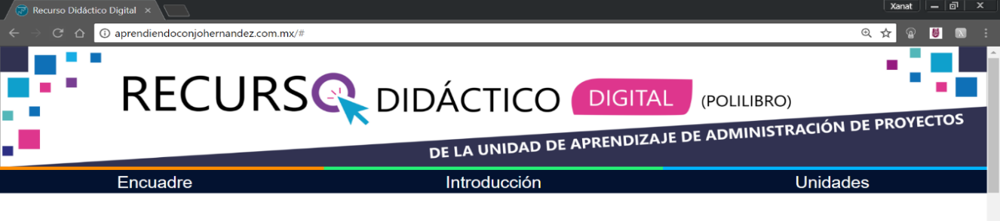 Recurso Didáctico Digital
Xanat
aprendiendoconjohernandez.com.mx/#
RECURSO DIDÁCTICO DIGITAL (POLILIBRO)
DE LA UNIDAD DE APRENDIZAJE DE ADMINISTRACIÓN DE PROYECTOS
Encuadre Introducción Unidades